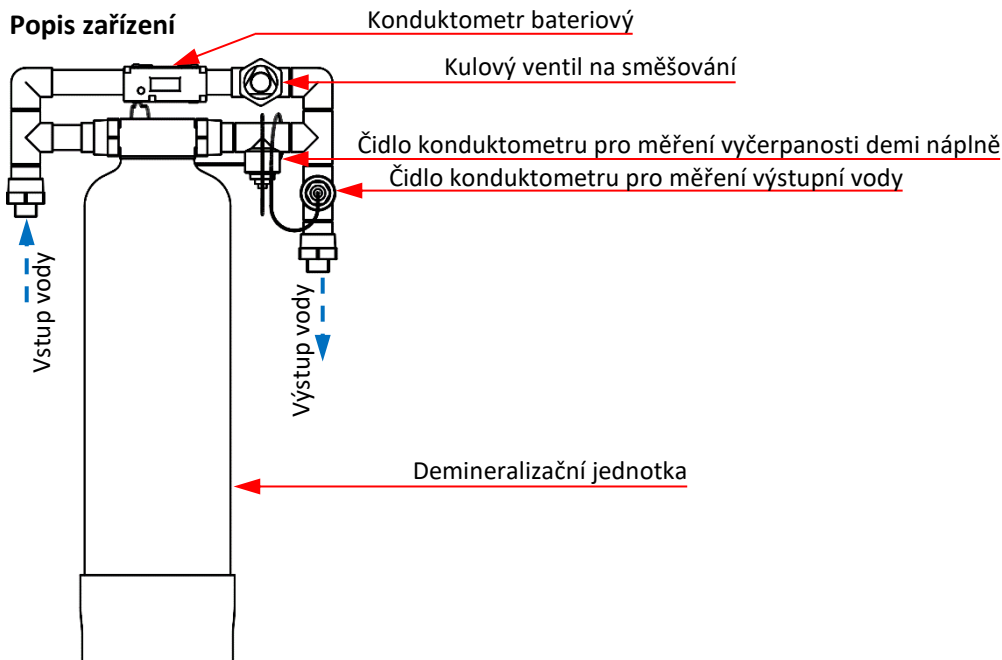 Popis zařízení
Konduktometr bateriový
Kulový ventil na směšování
Čidlo konduktometru pro měření vyčerpanosti demi náplně
Čidlo konduktometru pro měření výstupní vody
Vstup vody
Výstup vody
Demineralizační jednotka